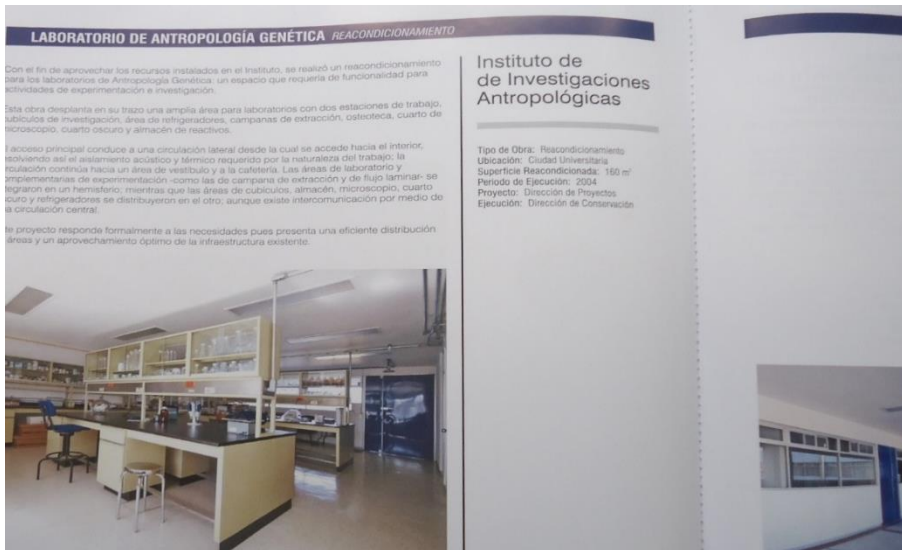 LABORATORIO DE ANTROPOLOGÍA GENÉTICA REACONDICIONAMIENTO
Con el fin de aprovechar los recursos instalados en el Instituto, se realizó un reacondicionamiento
para los laboratorios de Antropología Genética: un espacio que requería de funcionalidad para
actividades de experimentación e investigación.
Esta obra desplanta en su trazo una amplia área para laboratorios con dos estaciones de trabajo,
cubículos de investigación, área de refrigeradores, campanas de extracción, osteoteca, cuarto de
microscopio, cuarto oscuro y almacén de reactivos.
l acceso principal conduce a una circulación lateral desde la cual se accede hacia el interior,
esolviendo así el aislamiento acústico y térmico requerido por la naturaleza del trabajo; la
rculación continúa hacia un área de vestíbulo y a la cafetería. Las áreas de laboratorio y
omplementarias de experimentación -como las de campana de extracción y de flujo laminar- se
tegraron en un hemisferio; mientras que las áreas de cubículos, almacén, microscopio, cuarto
scuro y refrigeradores se distribuyeron en el otro; aunque existe intercomunicación por medio de
a circulación central.
te proyecto responde formalmente a las necesidades pues presenta una eficiente distribución
áreas y un aprovechamiento óptimo de la infraestructura existente.
Instituto de
de Investigaciones
Antropológicas
Tipo de Obra: Reacondicionamiento
Ubicación: Ciudad Universitaria
Superficie Reacondicionada: 160 m²
Periodo de Ejecución: 2004
Proyecto: Dirección de Proyectos
Ejecución: Dirección de Conservación